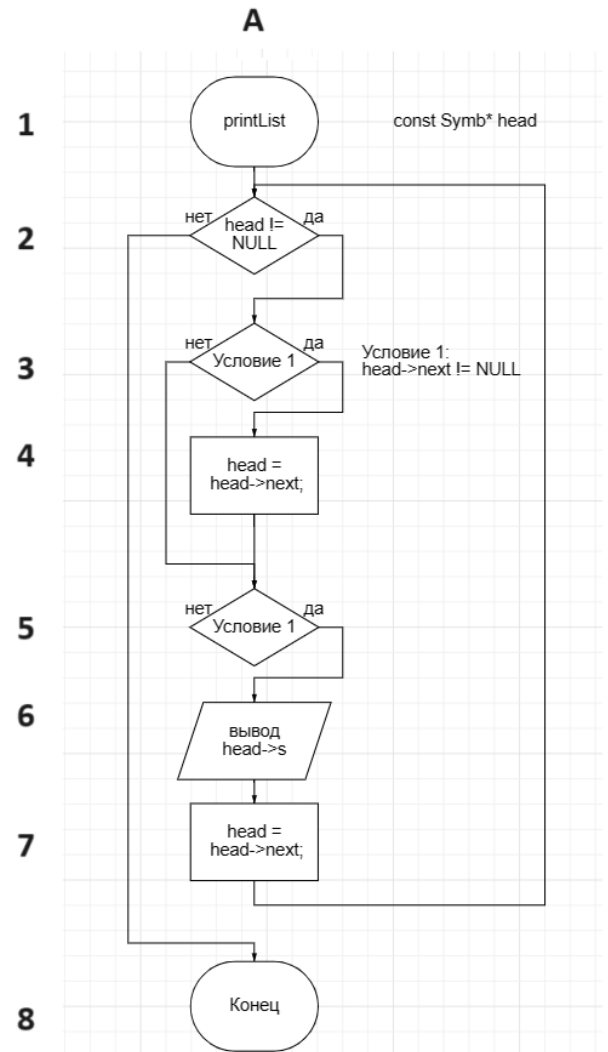 A
1
printList
const Symb* head
2
нет
да
head !=
NULL
3
нет
да
Условие 1
Условие 1:
head->next != NULL
4
head =
head->next;
5
нет
да
Условие 1
6
вывод
head->s
7
head =
head->next;
8
Конец